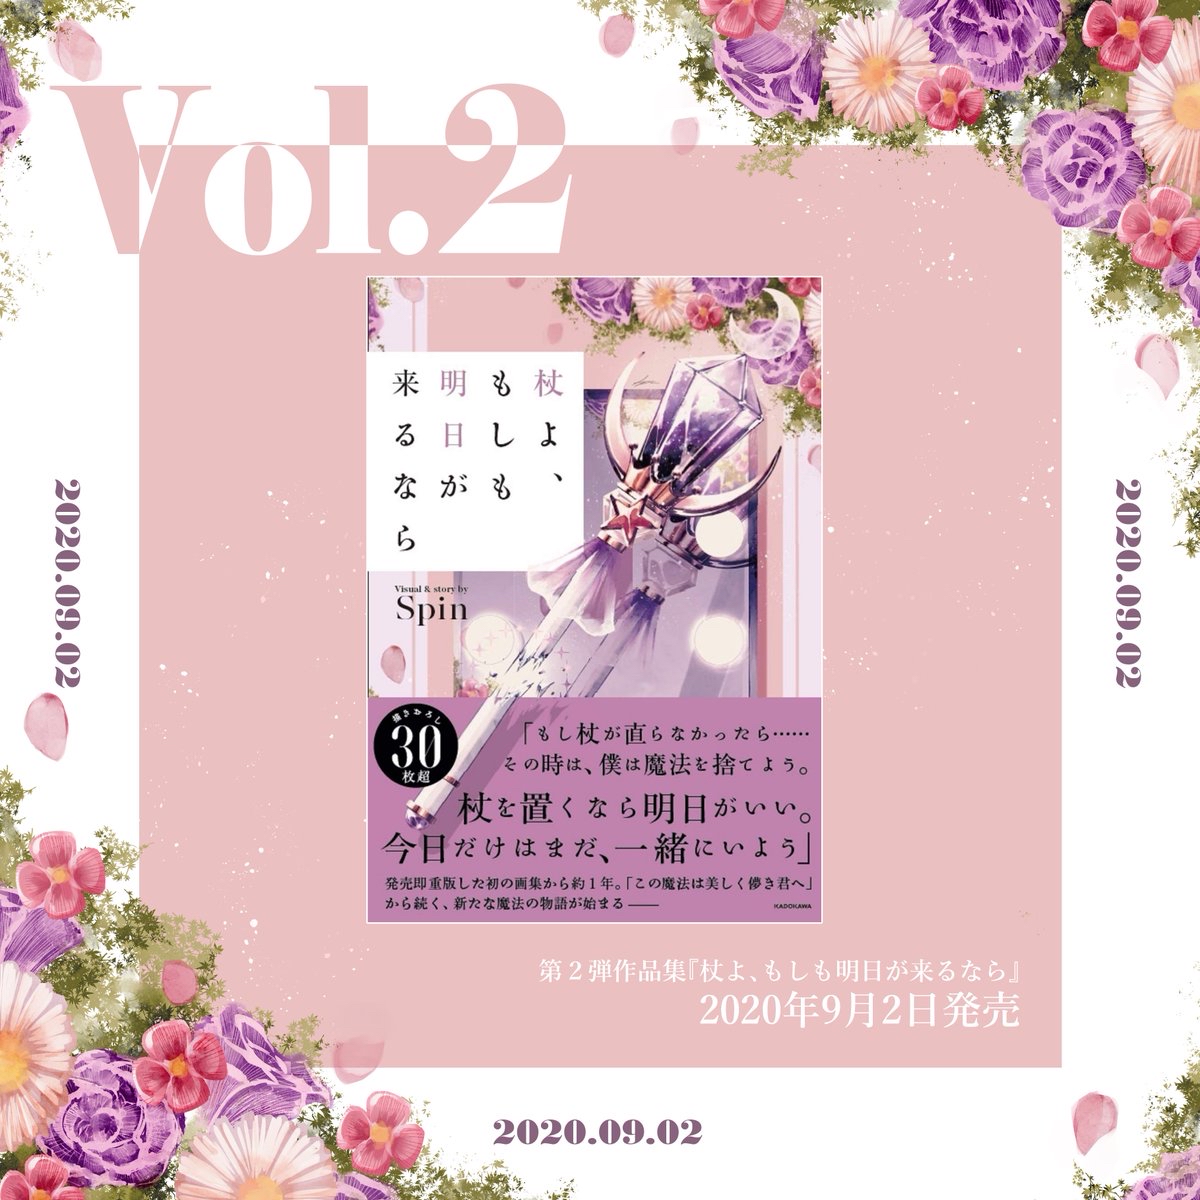 Vol.2
杖よ、
もしも
明日が
来るなら
Visual & story by
Spin
描きおろし
30
枚超
「もし杖が直らなかったら……
その時は、僕は魔法を捨てよう。
杖を置くなら明日がいい。
今日だけはまだ、一緒にいよう」
発売即重版した初の画集から約1年。「この魔法は美しく儚き君へ」
から続く、新たな魔法の物語が始まる――
KADOKAWA
2020.09.02
2020.09.02
第2弾作品集『杖よ、もしも明日が来るなら』
2020年9月2日発売
2020.09.02